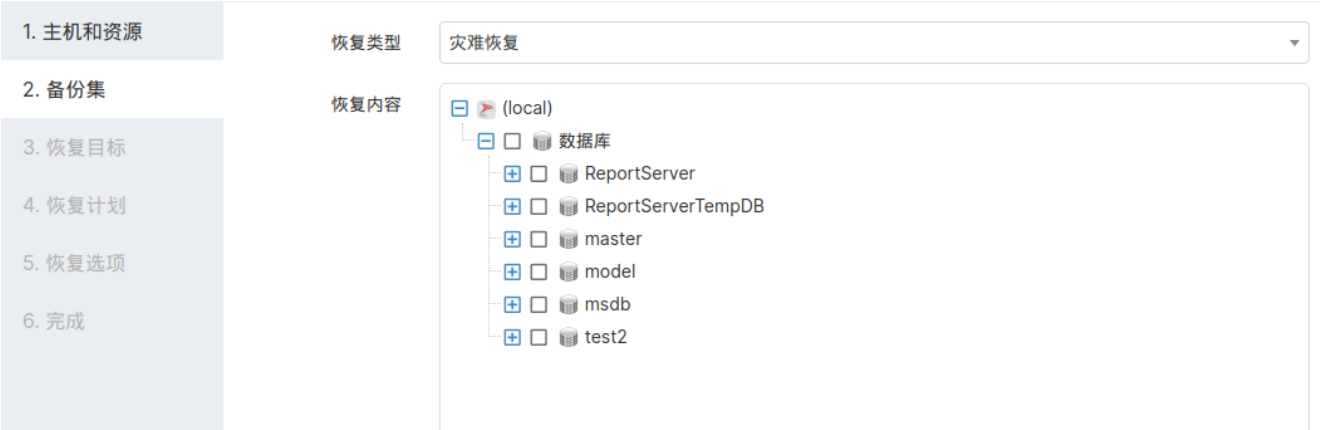 1. 主机和资源
2. 备份集
3. 恢复目标
4. 恢复计划
5. 恢复选项
6. 完成
恢复类型
灾难恢复
恢复内容
(local)
数据库
ReportServer
ReportServerTempDB
master
model
msdb
test2